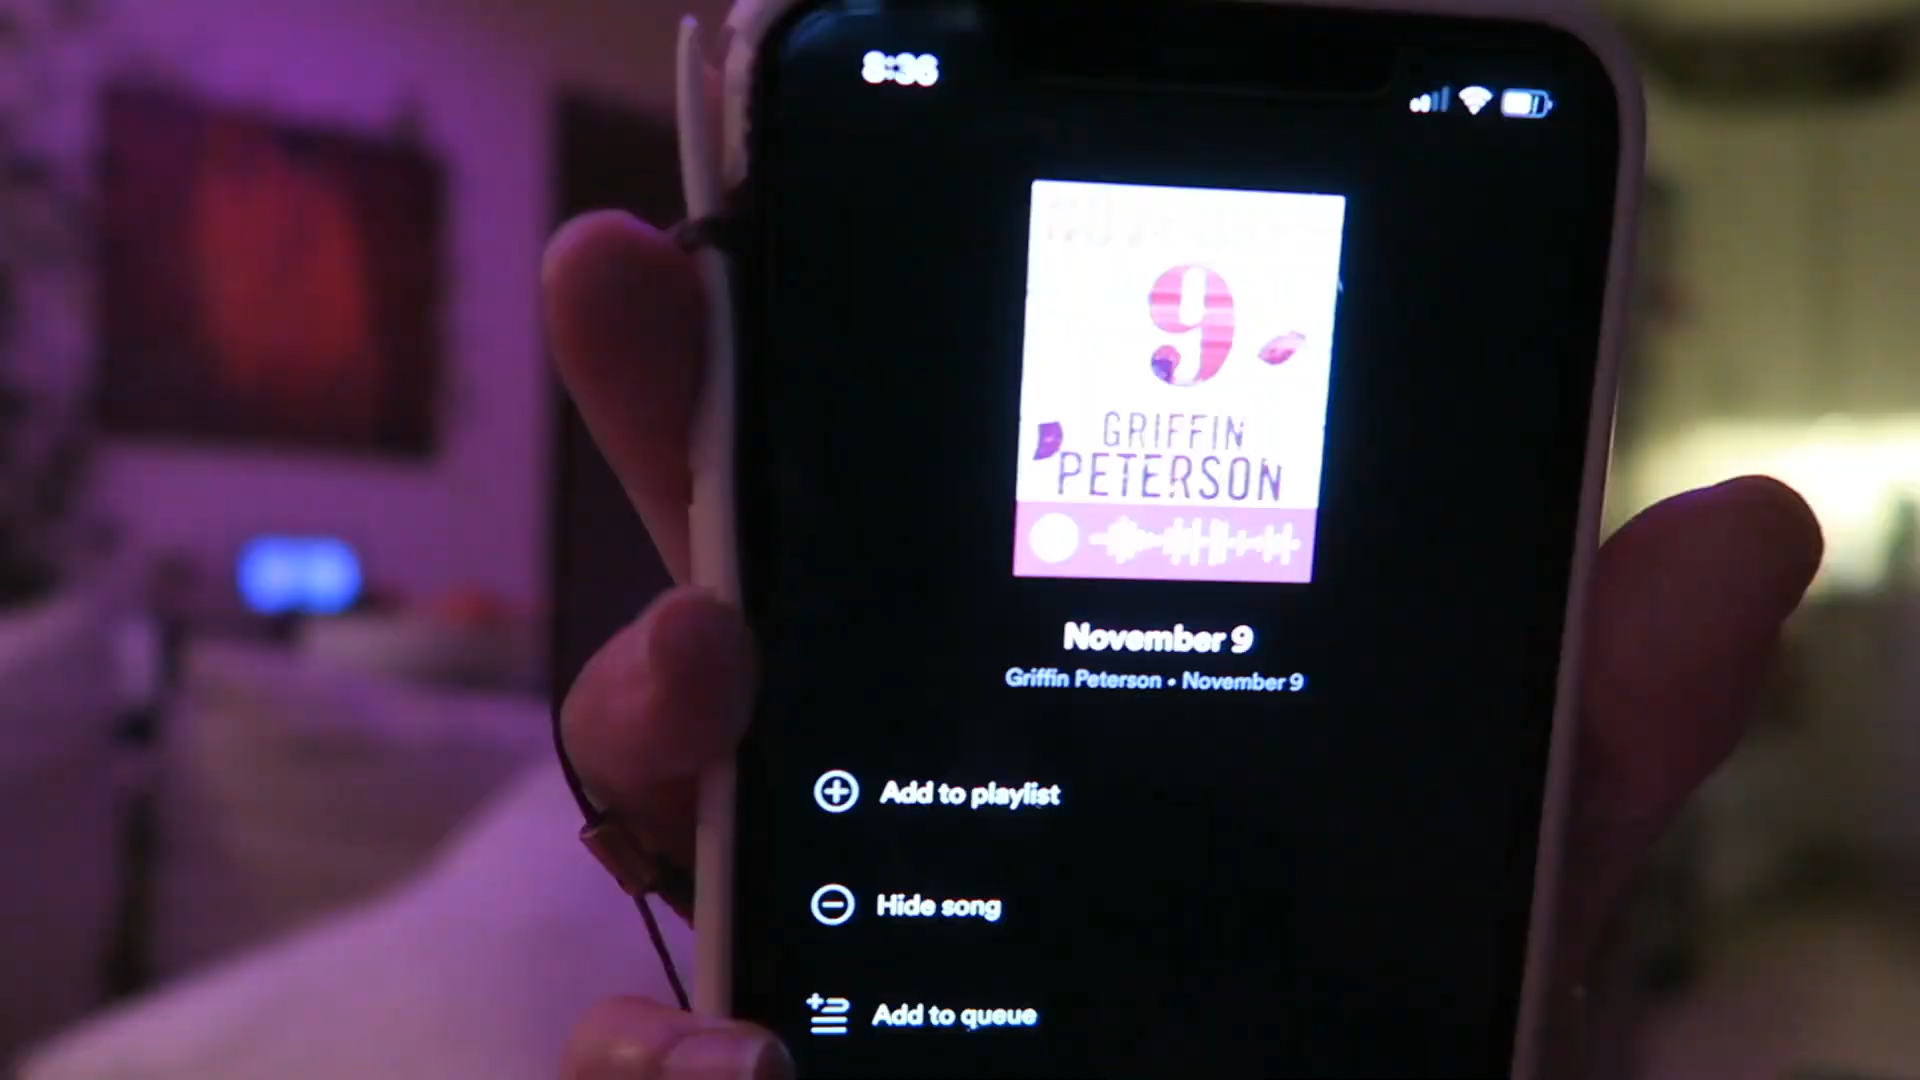 8:36
9
GRIFFIN
PETERSON
November 9
Griffin Peterson • November 9
Add to playlist
Hide song
Add to queue